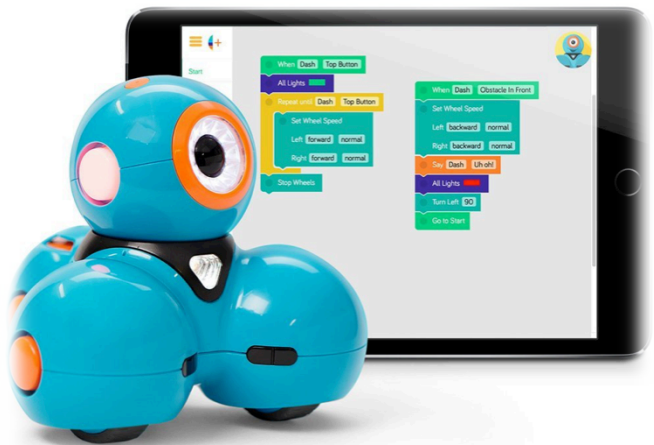 Start
When Dash Top Button
All Lights
Repeat until Dash Top Button
Set Wheel Speed
Left forward normal
Right forward normal
Stop Wheels
When Dash Obstacle In Front
Set Wheel Speed
Left backward normal
Right backward normal
Say Dash Uh-oh!
All Lights
Turn Left 90
Go to Start